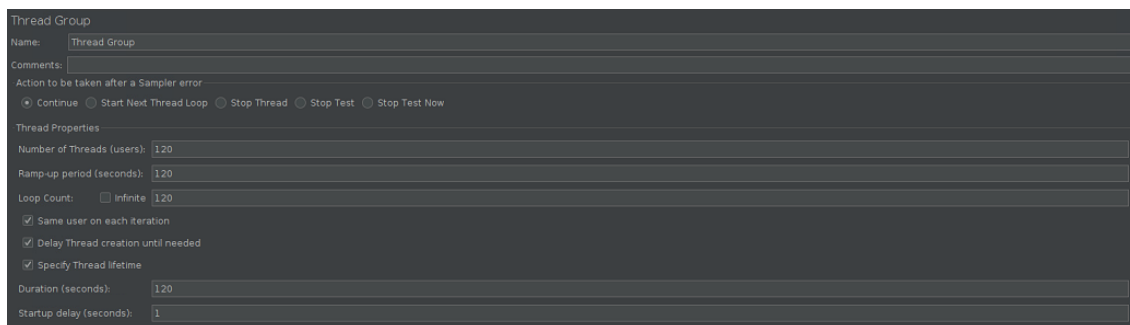 Thread Group
Name: Thread Group
Comments:
Action to be taken after a Sampler error
Continue Start Next Thread Loop Stop Thread Stop Test Stop Test Now
Thread Properties
Number of Threads (users): 120
Ramp-up period (seconds): 120
Loop Count: Infinite 120
Same user on each iteration
Delay Thread creation until needed
Specify Thread lifetime
Duration (seconds): 120
Startup delay (seconds): 1